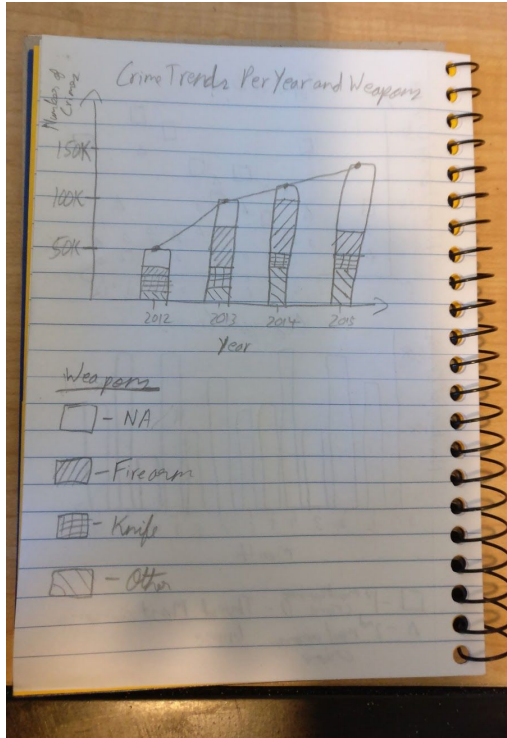 Crime Trends Per Year and Weapons
Number of
Crimes
150K
100K
50K
2012 2013 2014 2015
Year
Weapons
- NA
- Firearm
- Knife
- Other